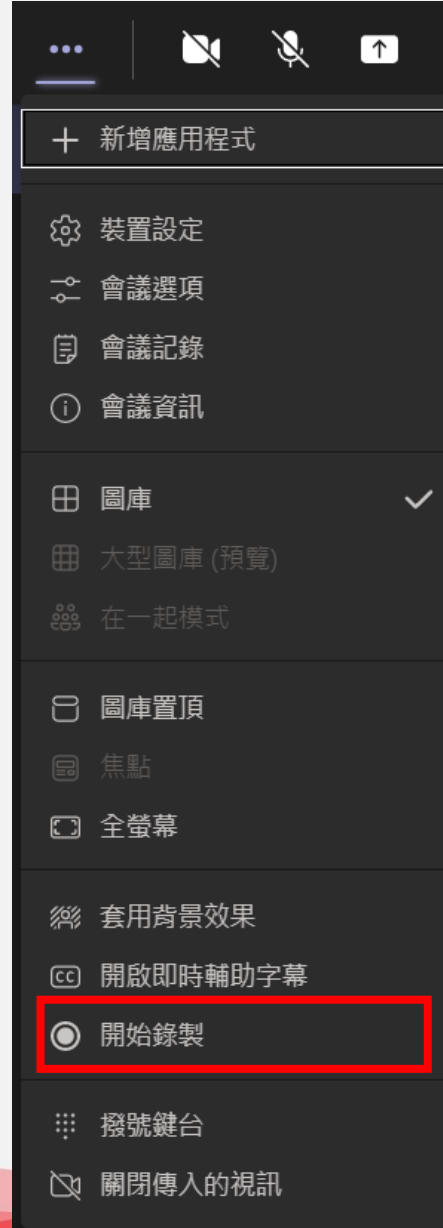 新增應用程式
裝置設定
會議選項
會議記錄
會議資訊
圖庫
大型圖庫 (預覽)
在一起模式
圖庫置頂
焦點
全螢幕
套用背景效果
CC 開啟即時輔助字幕
開始錄製
撥號鍵台
關閉傳入的視訊